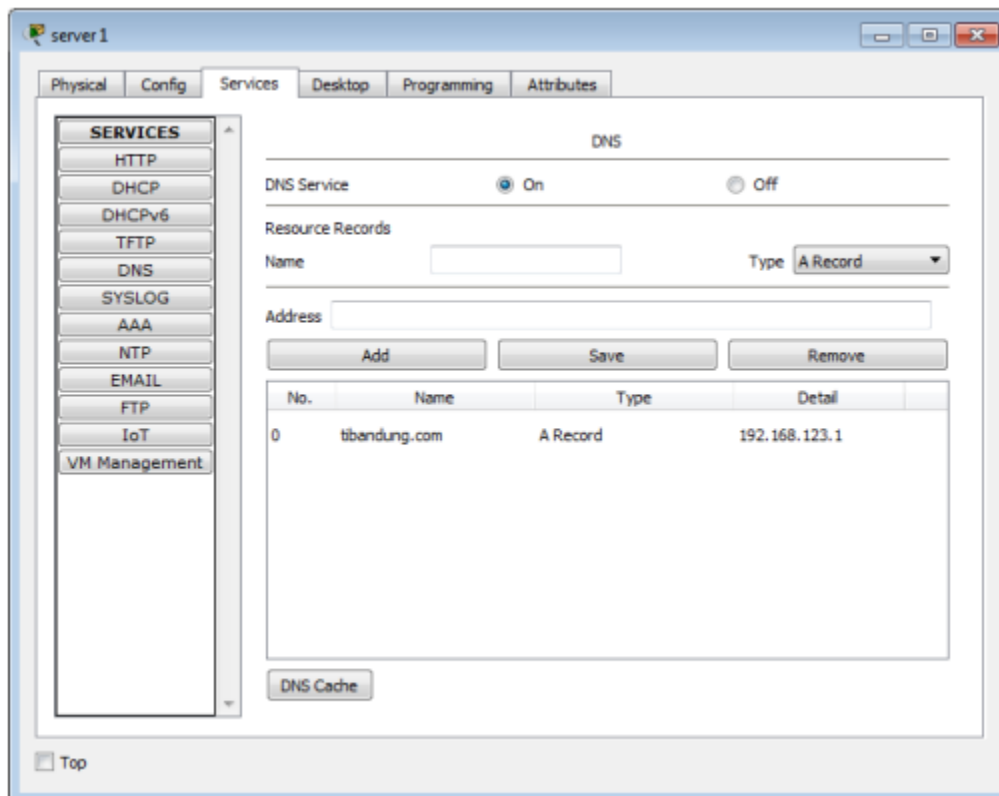 server1
Physical Config Services Desktop Programming Attributes
SERVICES
HTTP
DHCP
DHCPv6
TFTP
DNS
SYSLOG
AAA
NTP
EMAIL
FTP
IoT
VM Management
DNS
DNS Service On Off
Resource Records
Name Type A Record
Address
Add Save Remove
No. Name Type Detail
0 tibandung.com A Record 192.168.123.1
DNS Cache
Top